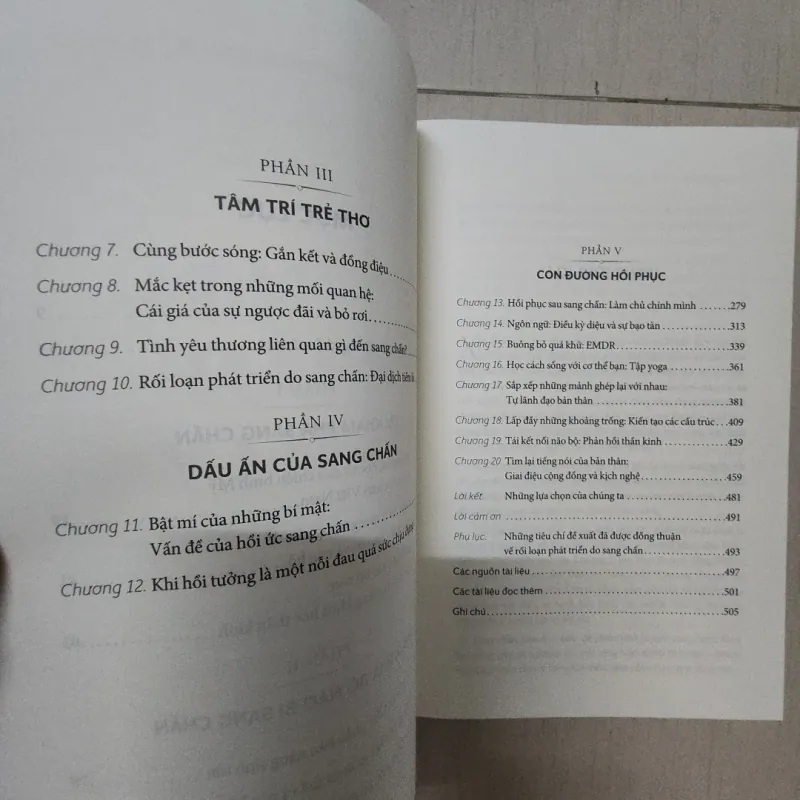 PHẦN III
TÂM TRÍ TRẺ THƠ
Chương 7. Cùng bước sóng: Gắn kết và đồng điệu
Chương 8. Mắc kẹt trong những mối quan hệ:
Cái giá của sự ngược đãi và bỏ rơi
Chương 9 Tình yêu thương liên quan gì đến sang chấn?
Chương 10. Rối loạn phát triển do sang chấn: Đại dịch tiềm
PHẦN IV
DẤU ẤN CỦA SANG CHẤN
Chương 11. Bật mí của những bí mật:
Vấn đề của hồi ức sang chấn
Chương 12. Khi hồi tưởng là một nỗi đau quá sức chịu đựng
PHẦN V
CON ĐƯỜNG HỒI PHỤC
Chương 13. Hồi phục sau sang chấn: Làm chủ chính mình .......279
Chương 14. Ngôn ngữ: Điều kỳ diệu và sự bạo tàn ...............313
Chương 15 Buông bỏ quá khứ: EMDR..........................339
Chương 16. Học cách sống với cơ thể bạn: Tập yoga ............361
Chương 17. Sắp xếp những mảnh ghép lại với nhau:
Tự lãnh đạo bản thân ...............................381
Chương 18. Lấp đầy những khoảng trống: Kiến tạo các cấu trúc ...409
Chương 19. Tái kết nối não bộ: Phản hồi thần kinh ..............429
Chương 20 Tìm lại tiếng nói của bản thân:
Giai điệu cộng đồng và kịch nghệ.....................459
Lời kết. Những lựa chọn của chúng ta ........................481
Lời cảm ơn ..................................................491
Phụ lục. Những tiêu chí đề xuất đã được đồng thuận
về rối loạn phát triển do sang chấn...................493
Các nguồn tài liệu ...........................................497
Các tài liệu đọc thêm ........................................501
Ghi chú......................................................505